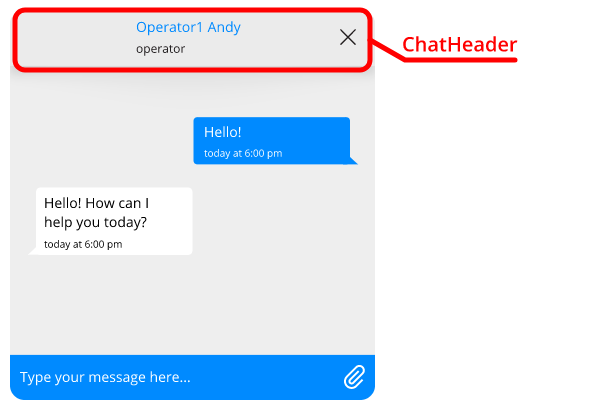 Operator1 Andy
operator
ChatHeader
Hello!
today at 6:00 pm
Hello! How can I
help you today?
today at 6:00 pm
Type your message here...